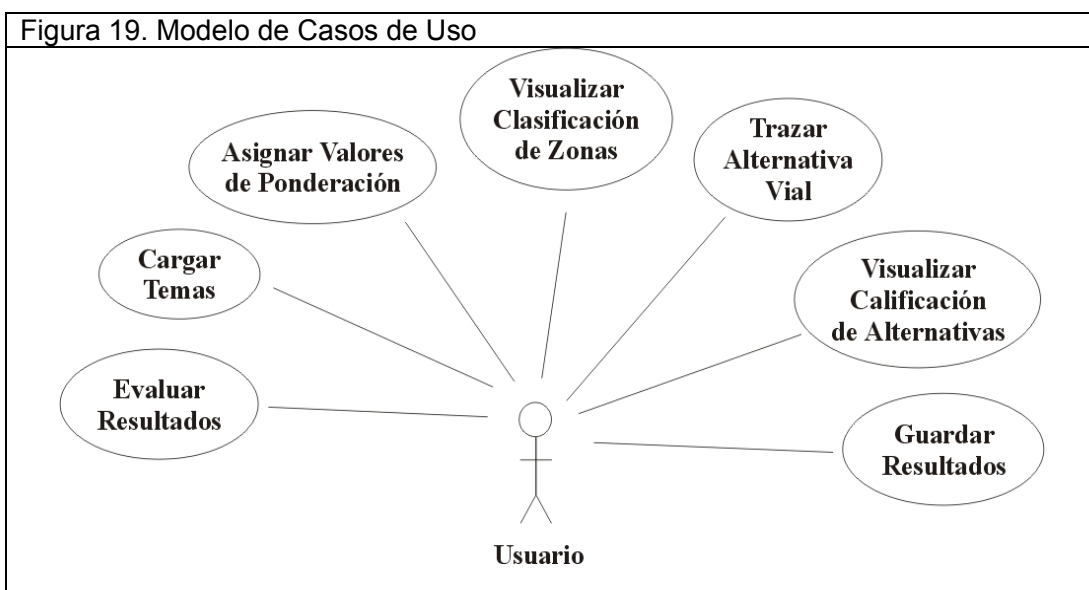 Figura 19. Modelo de Casos de Uso
Visualizar
Clasificación
de Zonas
Asignar Valores
de Ponderación
Trazar
Alternativa
Vial
Cargar
Temas
Visualizar
Calificación
de Alternativas
Evaluar
Resultados
Guardar
Resultados
Usuario